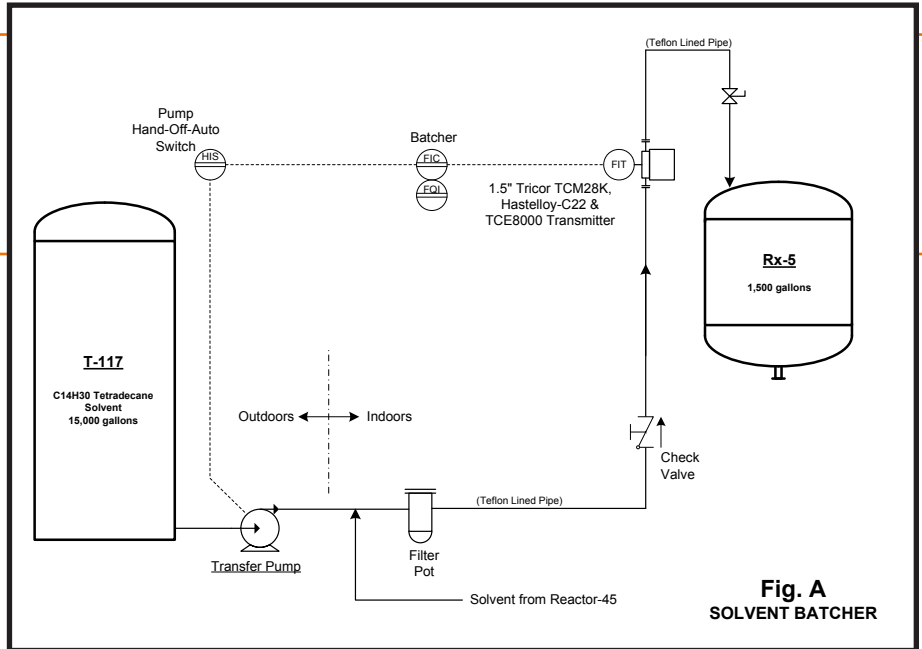 (Teflon Lined Pipe)
Pump
Hand-Off-Auto
Switch
HIS
Batcher
FIC
FQI
FIT
1.5" Tricor TCM28K,
Hastelloy-C22 &
TCE8000 Transmitter
Rx-5
1,500 gallons
T-117
C14H30 Tetradecane
Solvent
15,000 gallons
Outdoors
Indoors
Check
Valve
(Teflon Lined Pipe)
Transfer Pump
Filter
Pot
Solvent from Reactor-45
Fig. A
SOLVENT BATCHER